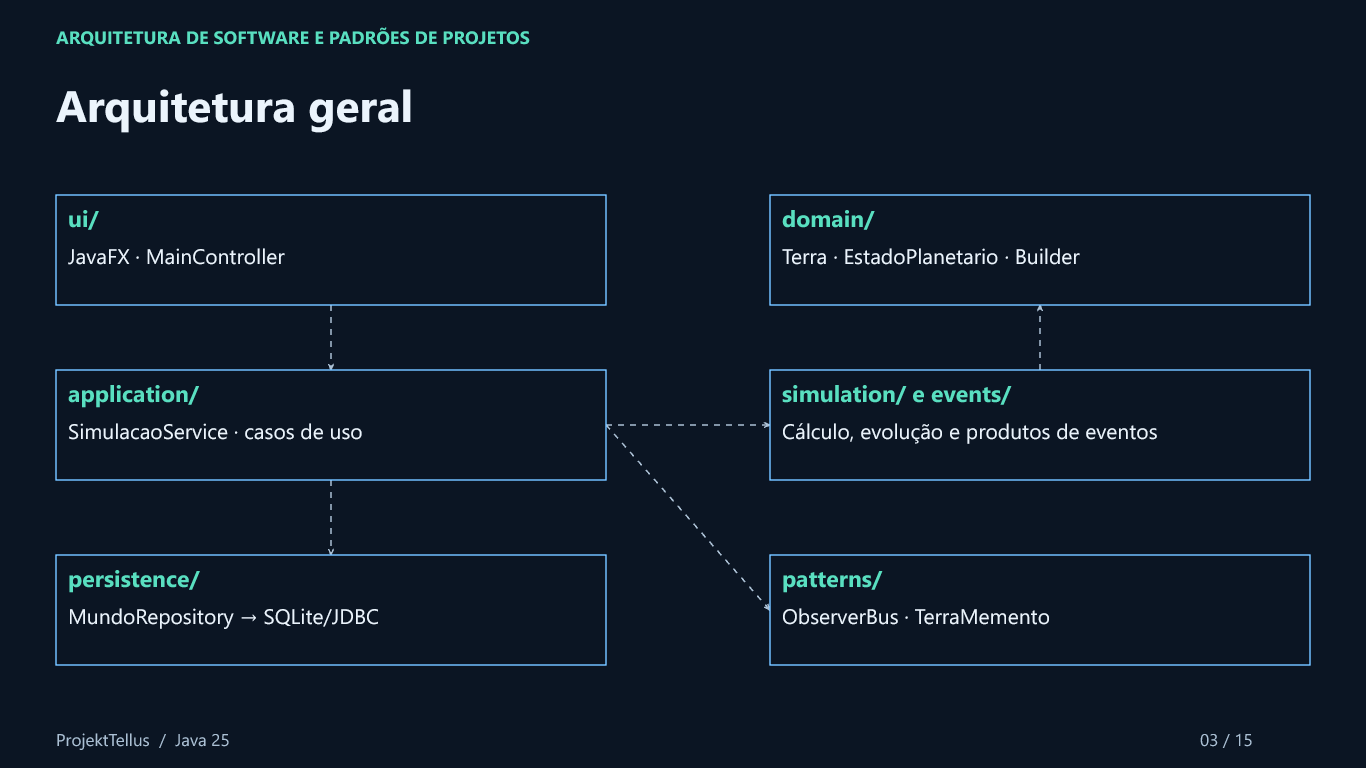 ARQUITETURA DE SOFTWARE E PADRÕES DE PROJETOS
Arquitetura geral
ui/
JavaFX · MainController
domain/
Terra · EstadoPlanetario · Builder
application/
SimulacaoService · casos de uso
simulation/ e events/
Cálculo, evolução e produtos de eventos
persistence/
MundoRepository → SQLite/JDBC
patterns/
ObserverBus · TerraMemento
ProjektTellus / Java 25
03 / 15